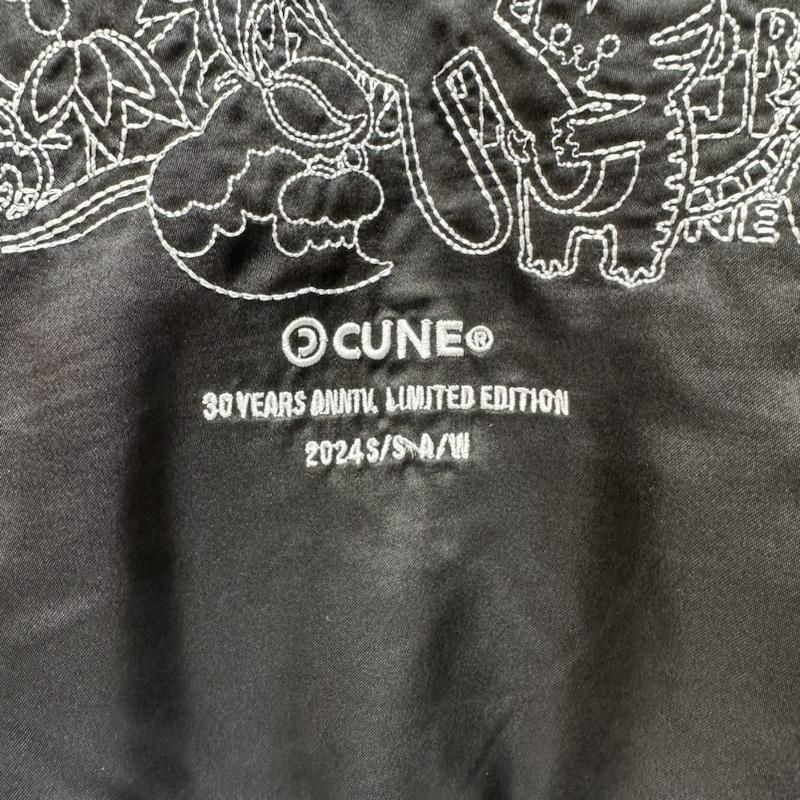 CUNE®
30 YEARS ANNIV. LIMITED EDITION
2024 S/S-A/W